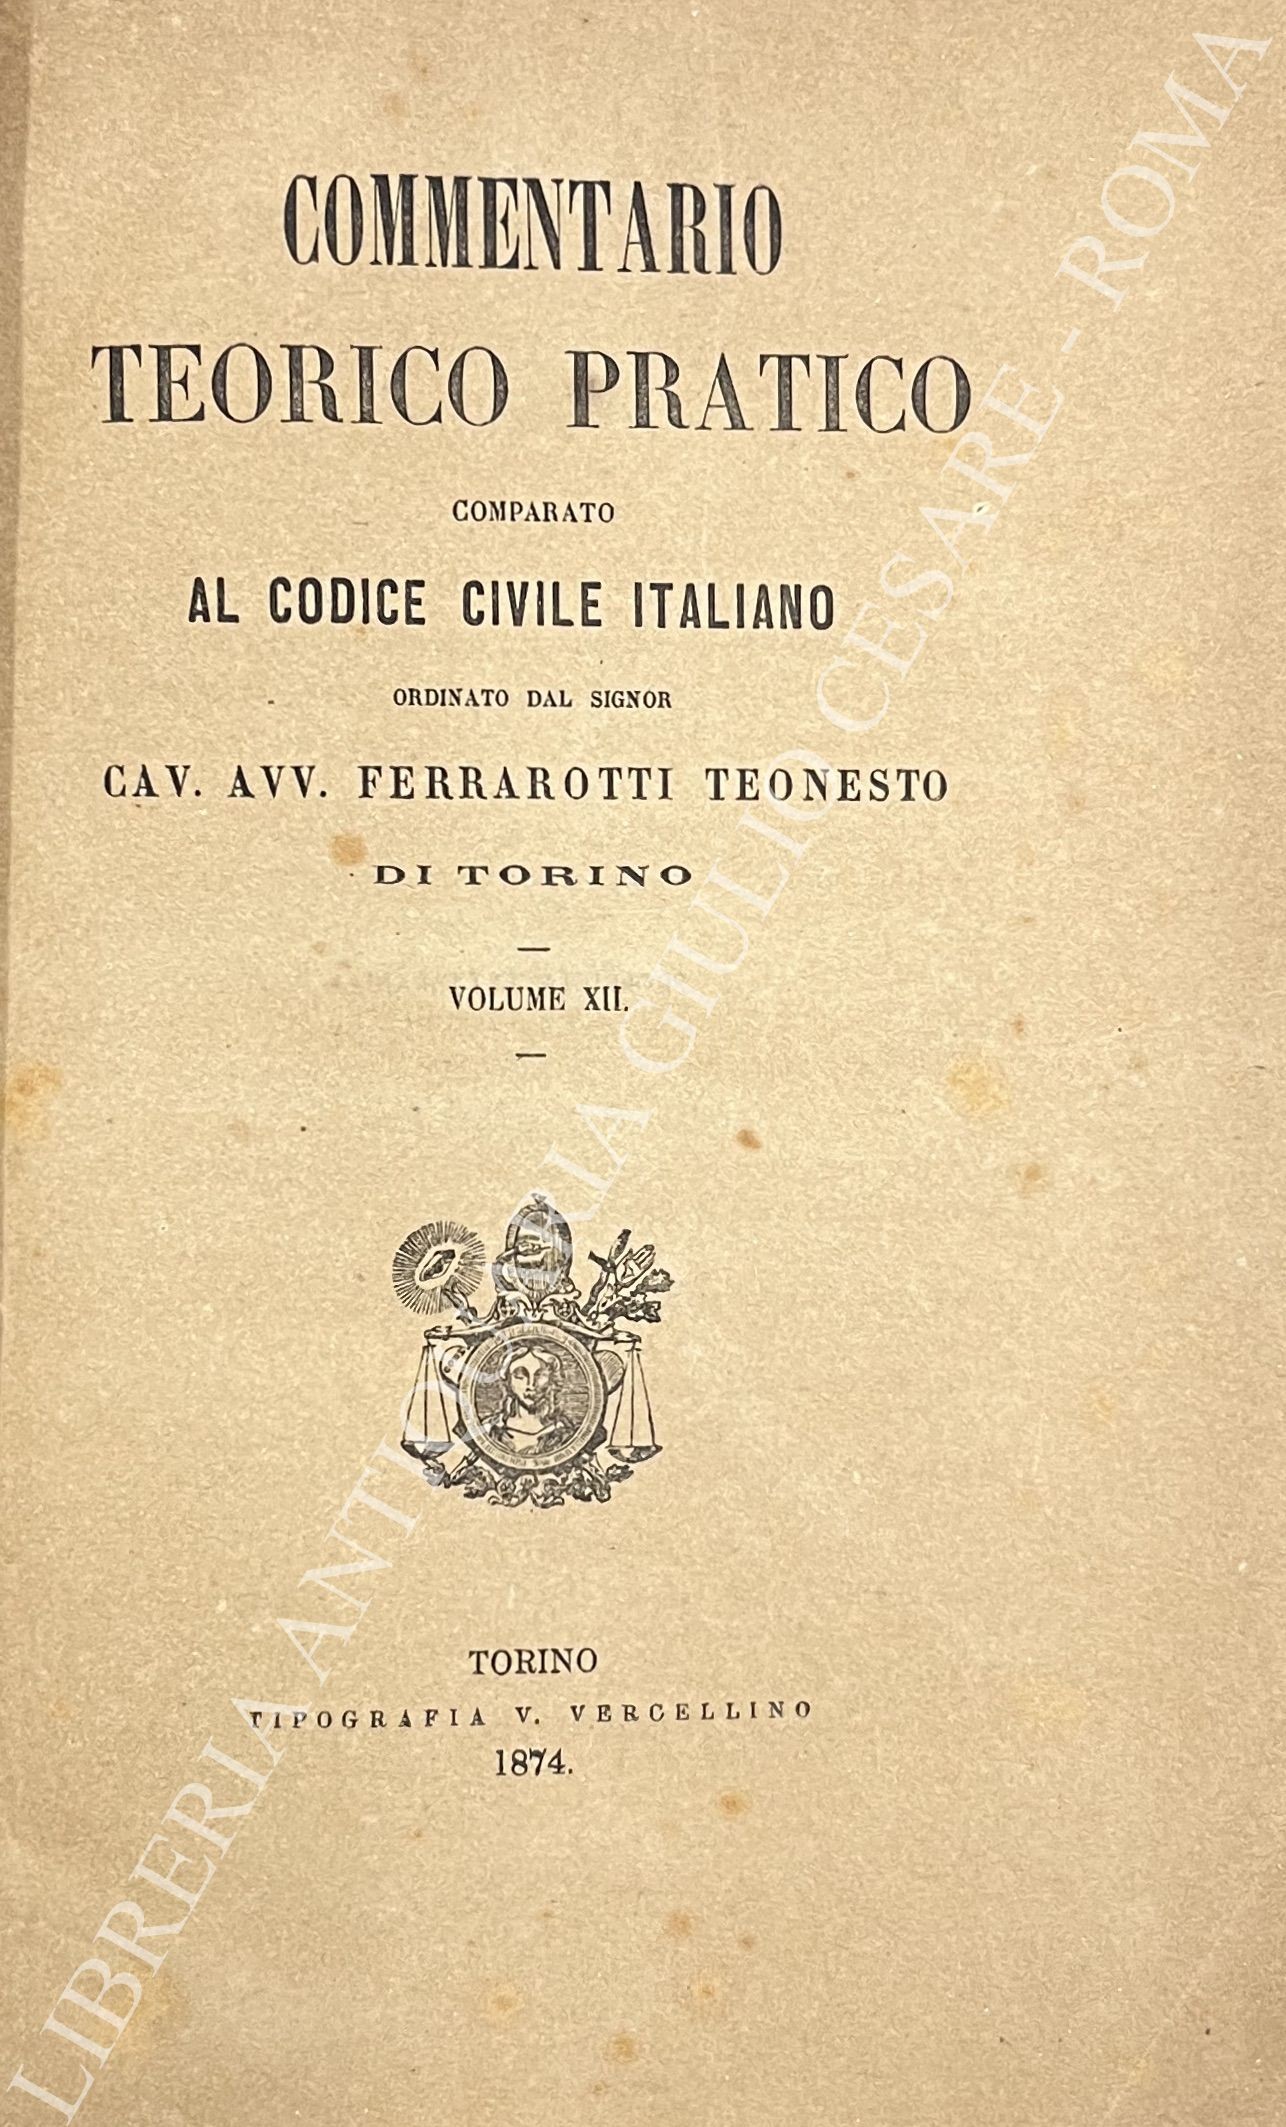 COMMENTARIO
TEORICO PRATICO
COMPARATO
AL CODICE CIVILE ITALIANO
ORDINATO DAL SIGNOR
CAV. AVV. FERRAROTTI TEONESTO
DI TORINO
VOLUME XII.
TORINO
TIPOGRAFIA V. VERCELLINO
1874.
LIBRERIA ANTIQUARIA GIULIO CESARE - ROMA